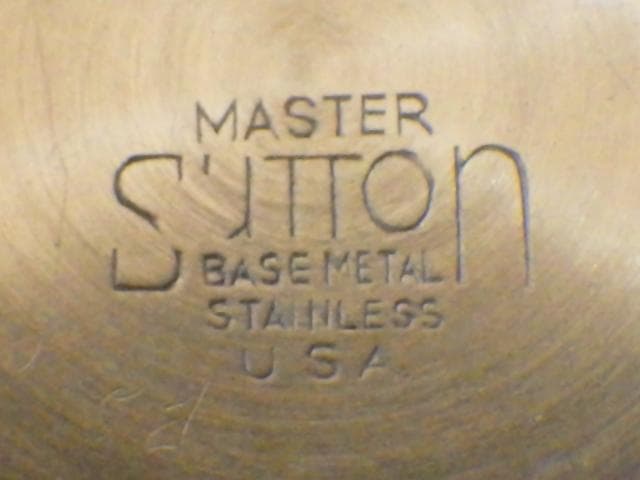 MASTER
Sutton
BASE METAL
STAINLESS
USA